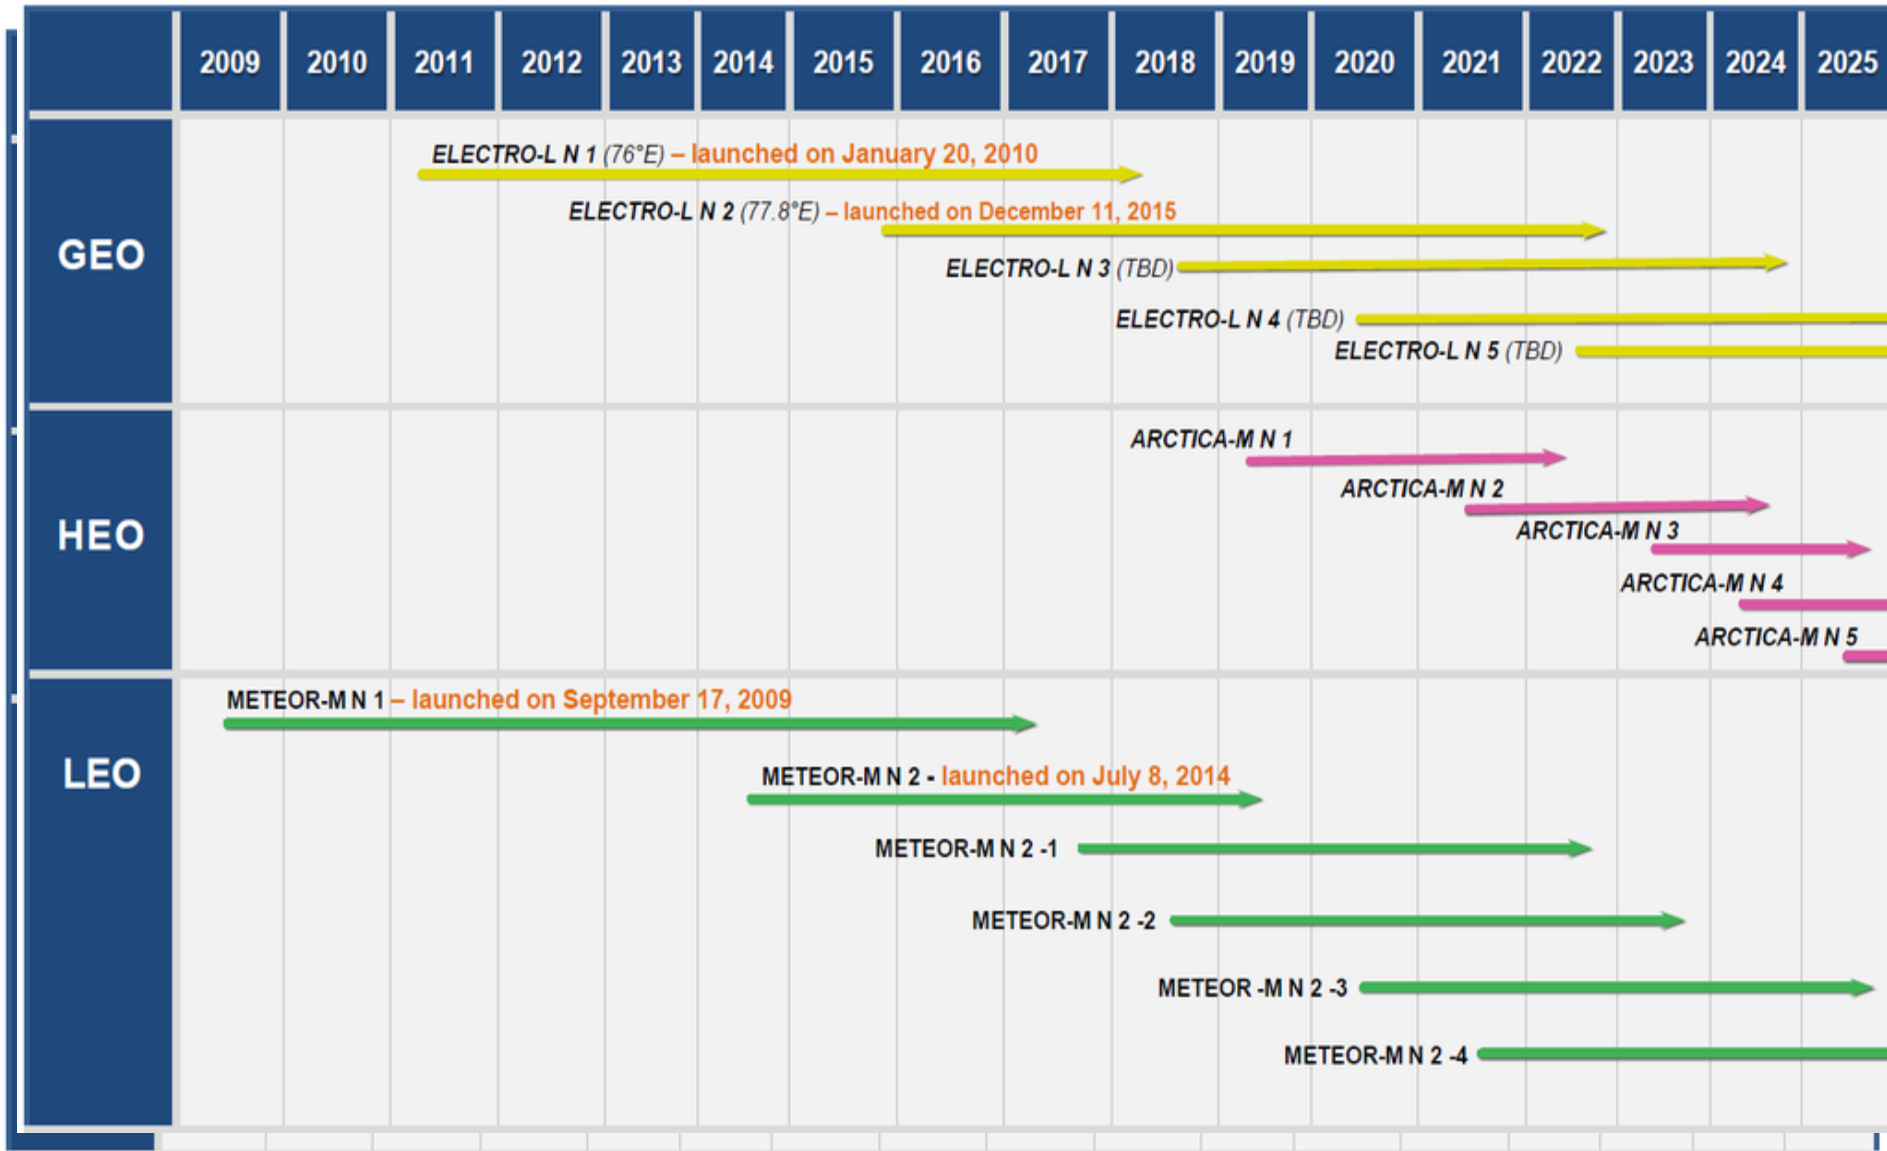 2009 2010 2011 2012 2013 2014 2015 2016 2017 2018 2019 2020 2021 2022 2023 2024 2025
GEO
ELECTRO-L N 1 (76°E) – launched on January 20, 2010
ELECTRO-L N 2 (77.8°E) – launched on December 11, 2015
ELECTRO-L N 3 (TBD)
ELECTRO-L N 4 (TBD)
ELECTRO-L N 5 (TBD)
HEO
ARCTICA-M N 1
ARCTICA-M N 2
ARCTICA-M N 3
ARCTICA-M N 4
ARCTICA-M N 5
LEO
METEOR-M N 1 – launched on September 17, 2009
METEOR-M N 2 - launched on July 8, 2014
METEOR-M N 2 -1
METEOR-M N 2 -2
METEOR -M N 2 -3
METEOR-M N 2 -4